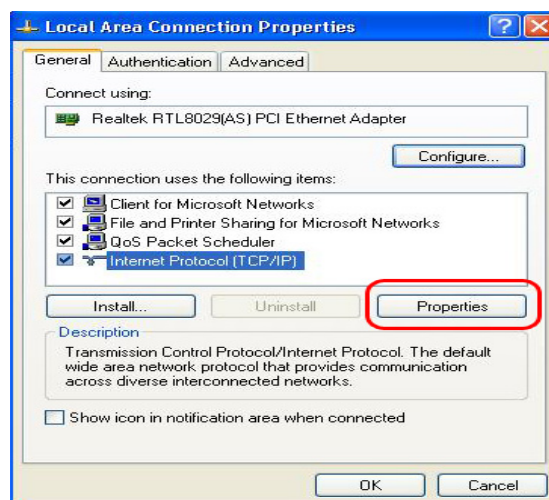 Local Area Connection Properties
General Authentication Advanced
Connect using:
Realtek RTL8029(AS) PCI Ethernet Adapter
Configure...
This connection uses the following items:
Client for Microsoft Networks
File and Printer Sharing for Microsoft Networks
QoS Packet Scheduler
Internet Protocol (TCP/IP)
Install... Uninstall Properties
Description
Transmission Control Protocol/Internet Protocol. The default
wide area network protocol that provides communication
across diverse interconnected networks.
Show icon in notification area when connected
OK Cancel